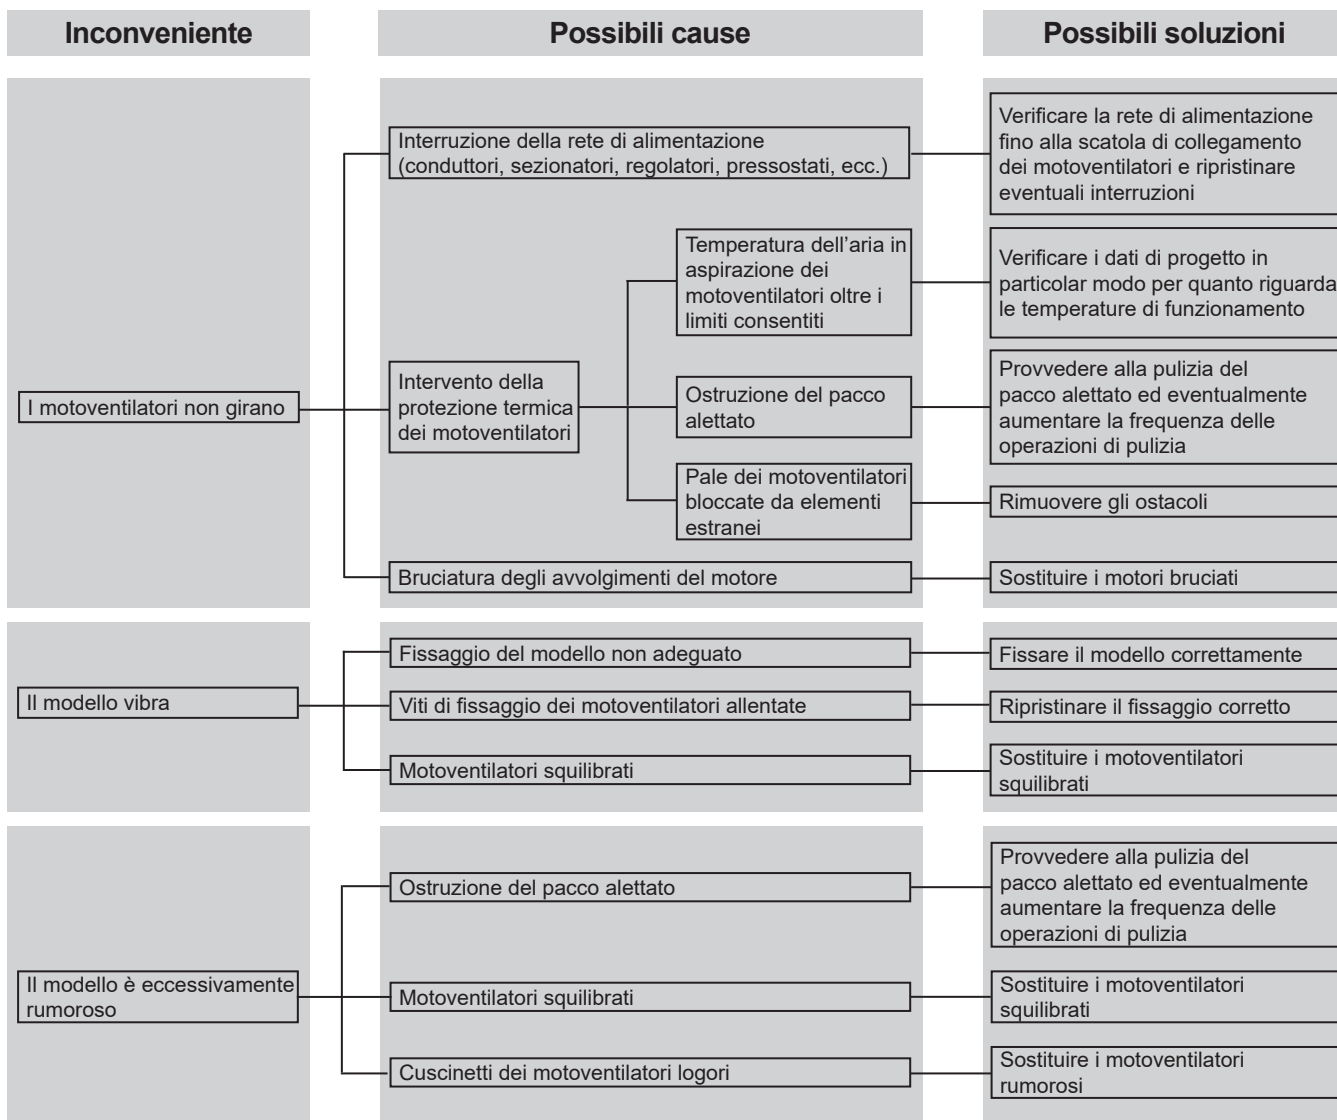 Inconveniente
Possibili cause
Possibili soluzioni
I motoventilatori non girano
Interruzione della rete di alimentazione
(conduttori, sezionatori, regolatori, pressostati, ecc.)
Verificare la rete di alimentazione
fino alla scatola di collegamento
dei motoventilatori e ripristinare
eventuali interruzioni
Intervento della
protezione termica
dei motoventilatori
Temperatura dell’aria in
aspirazione dei
motoventilatori oltre i
limiti consentiti
Verificare i dati di progetto in
particolar modo per quanto riguarda
le temperature di funzionamento
Ostruzione del pacco
alettato
Provvedere alla pulizia del
pacco alettato ed eventualmente
aumentare la frequenza delle
operazioni di pulizia
Pale dei motoventilatori
bloccate da elementi
estranei
Rimuovere gli ostacoli
Bruciatura degli avvolgimenti del motore
Sostituire i motori bruciati
Il modello vibra
Fissaggio del modello non adeguato
Fissare il modello correttamente
Viti di fissaggio dei motoventilatori allentate
Ripristinare il fissaggio corretto
Motoventilatori squilibrati
Sostituire i motoventilatori
squilibrati
Il modello è eccessivamente
rumoroso
Ostruzione del pacco alettato
Provvedere alla pulizia del
pacco alettato ed eventualmente
aumentare la frequenza delle
operazioni di pulizia
Motoventilatori squilibrati
Sostituire i motoventilatori
squilibrati
Cuscinetti dei motoventilatori logori
Sostituire i motoventilatori
rumorosi